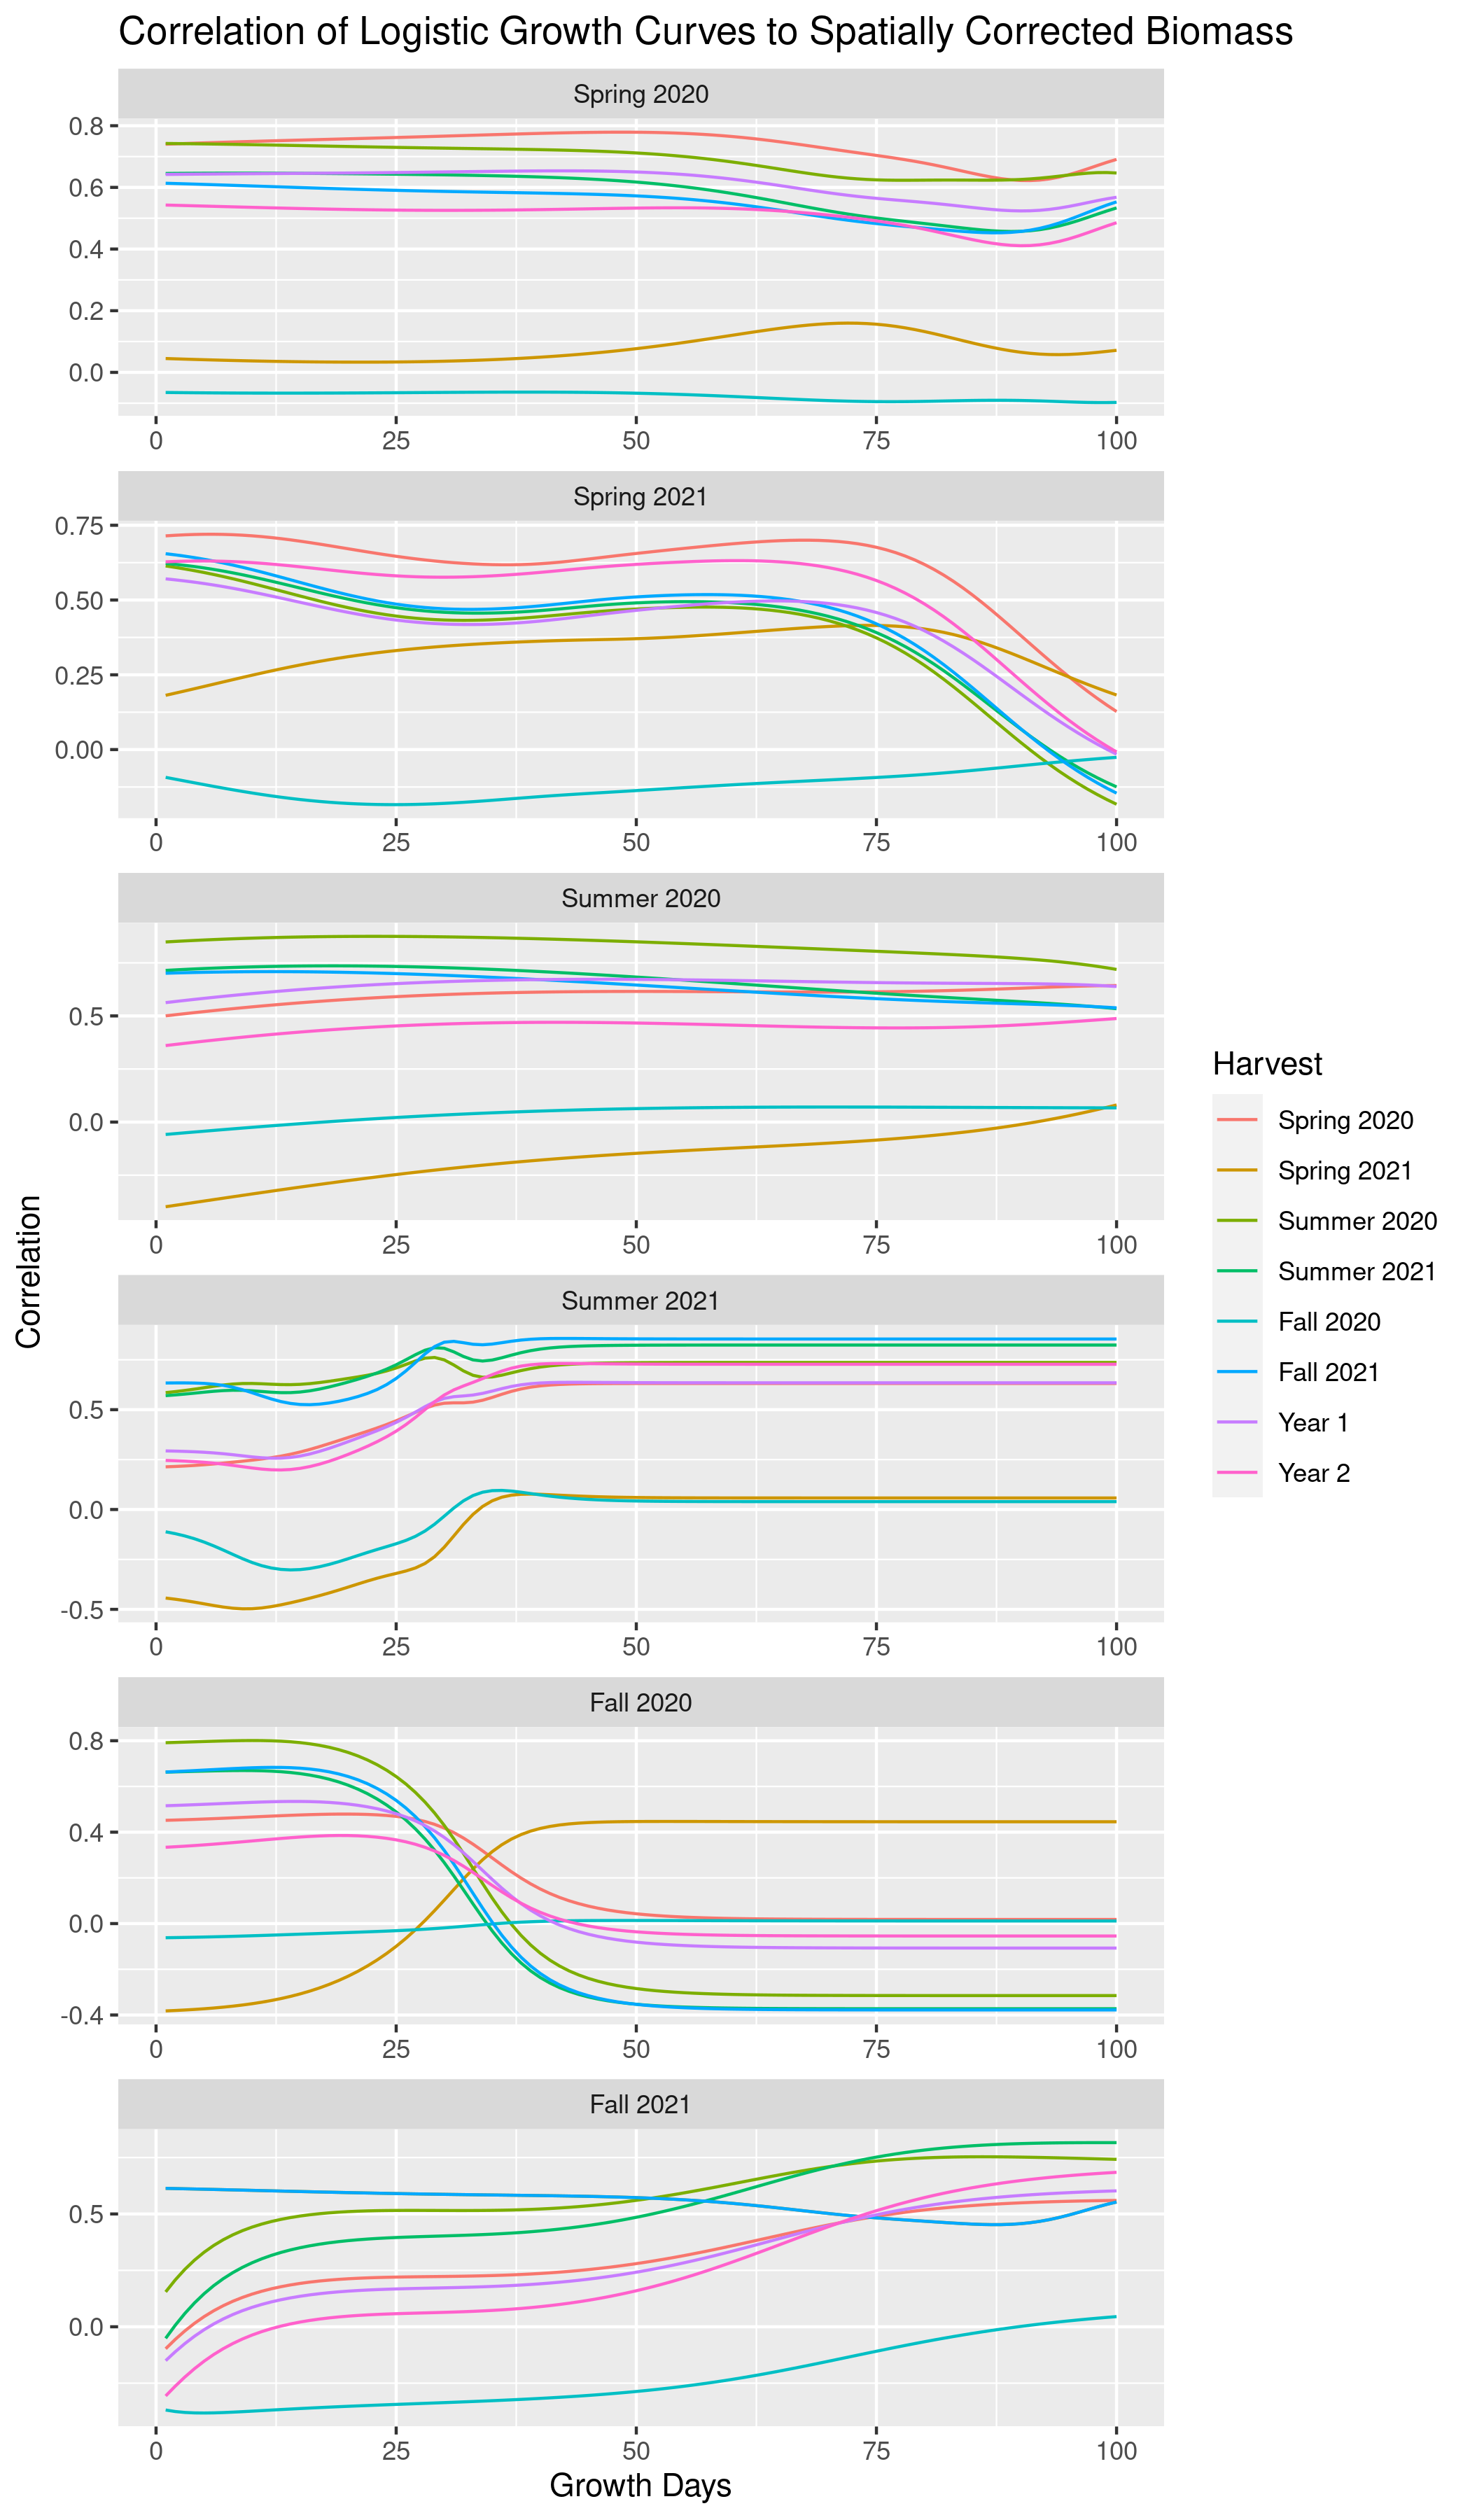 Correlation of Logistic Growth Curves to Spatially Corrected Biomass
Spring 2020
0.8
0.6
0.4
0.2
0.0
0 25 50 75 100
Spring 2021
0.75
0.50
0.25
0.00
0 25 50 75 100
Summer 2020
0.5
0.0
0 25 50 75 100
Summer 2021
0.5
0.0
-0.5
0 25 50 75 100
Fall 2020
0.8
0.4
0.0
-0.4
0 25 50 75 100
Fall 2021
0.5
0.0
0 25 50 75 100
Growth Days
Correlation
Harvest
Spring 2020
Spring 2021
Summer 2020
Summer 2021
Fall 2020
Fall 2021
Year 1
Year 2